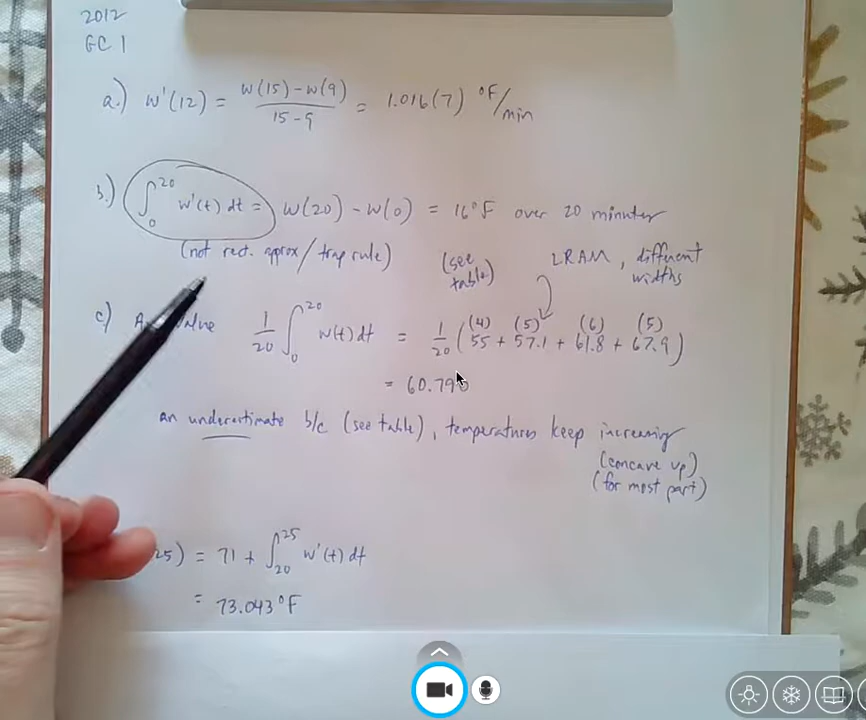 2012
GC 1
a.) W'(12) = W(15) - W(9) / 15 - 9 = 1.016(7) °F/min
b.) ∫₀²⁰ W'(t) dt = W(20) - W(0) = 16°F over 20 minutes
(not rect. approx/trap rule)
(see table)
LRAM, different widths
c.) value 1/20 ∫₀²⁰ W(t) dt = 1/20 ((4) 55 + (5) 57.1 + (6) 61.8 + (5) 67.9)
= 60.79
an underestimate b/c (see table), temperatures keep increasing
(concave up)
(for most part)
25) = 71 + ∫₂₀²⁵ W'(t) dt
= 73.043°F